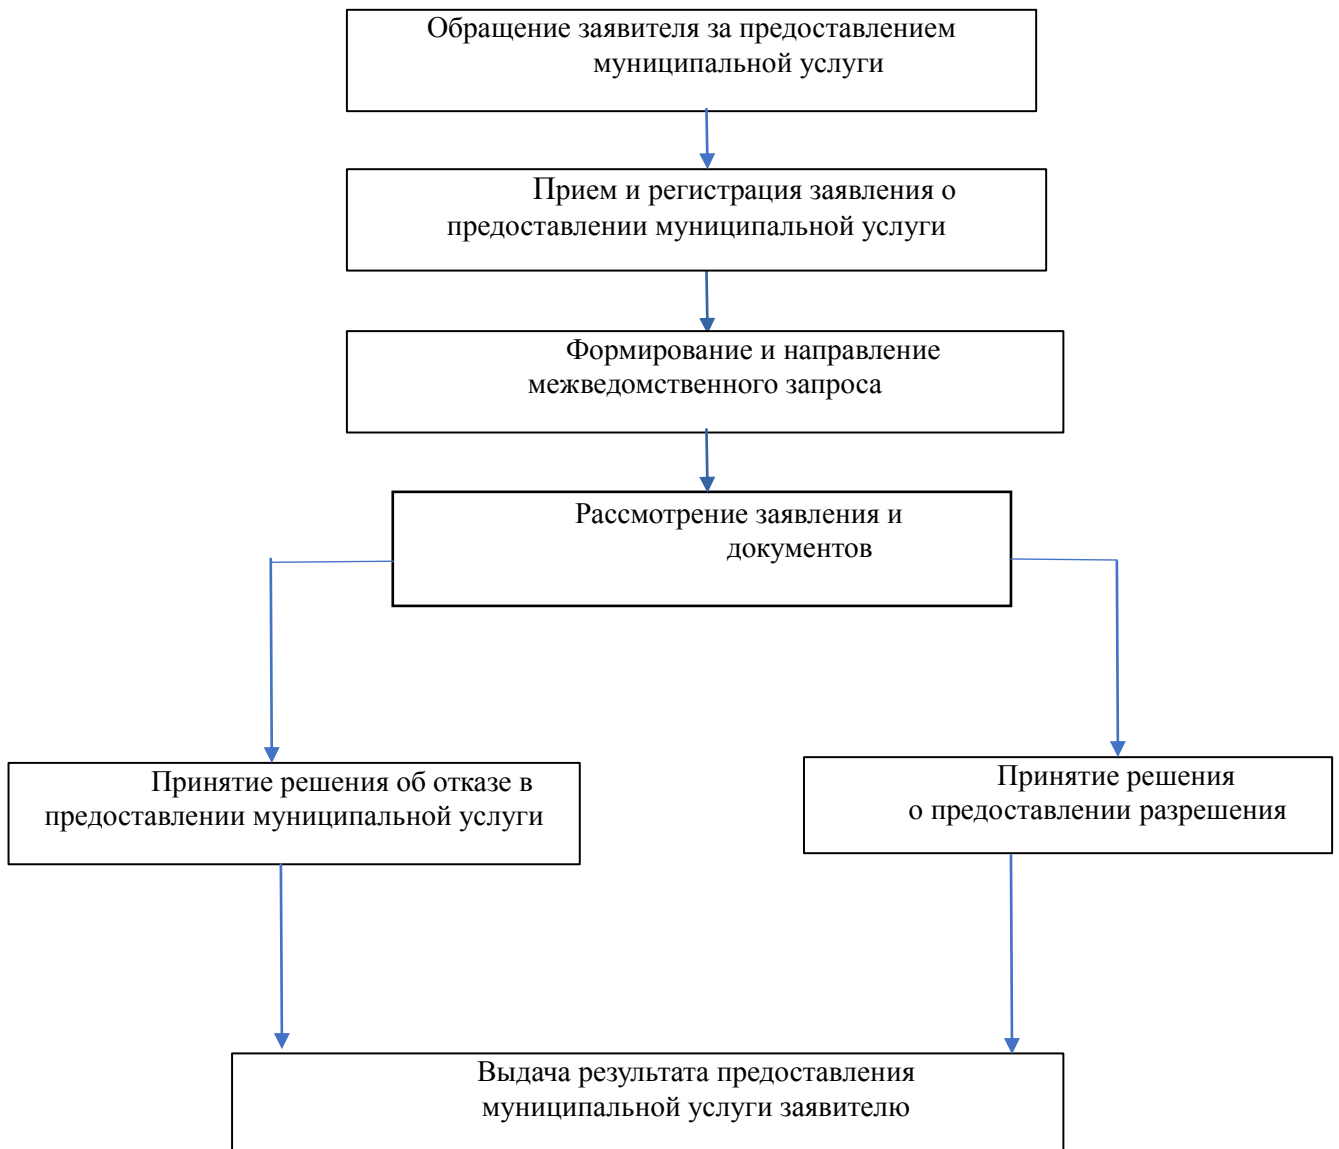 Обращение заявителя за предоставлением
муниципальной услуги
Прием и регистрация заявления о
предоставлении муниципальной услуги
Формирование и направление
межведомственного запроса
Рассмотрение заявления и
документов
Принятие решения об отказе в
предоставлении муниципальной услуги
Принятие решения
о предоставлении разрешения
Выдача результата предоставления
муниципальной услуги заявителю